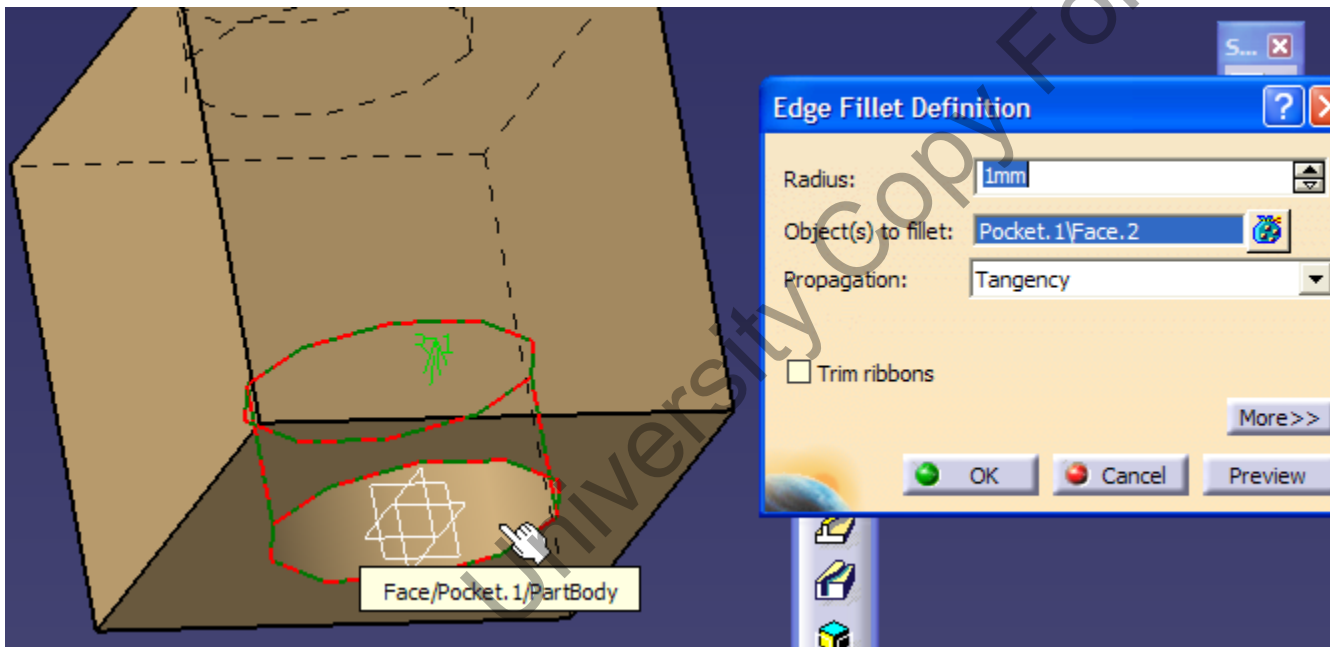 S...
Edge Fillet Definition
Radius: 1mm
Object(s) to fillet: Pocket.1\Face.2
Propagation: Tangency
Trim ribbons
More>>
OK Cancel Preview
Face/Pocket.1/PartBody
University Copy For